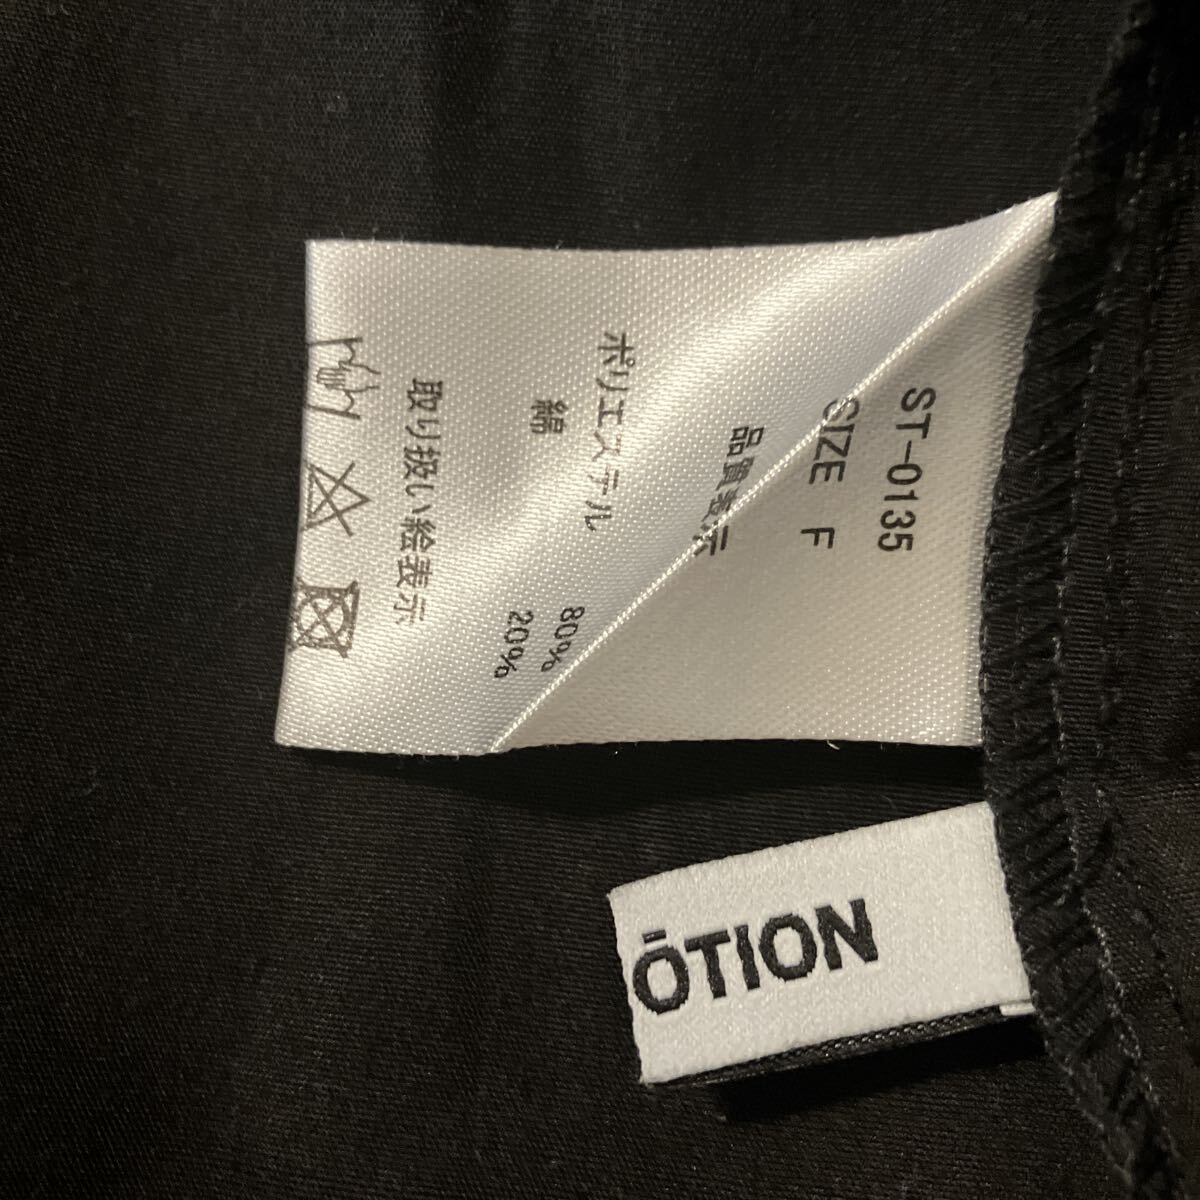 ST-0135
SIZE F
品質表示
ポリエステル 80%
綿 20%
取り扱い絵表示
ŌTION